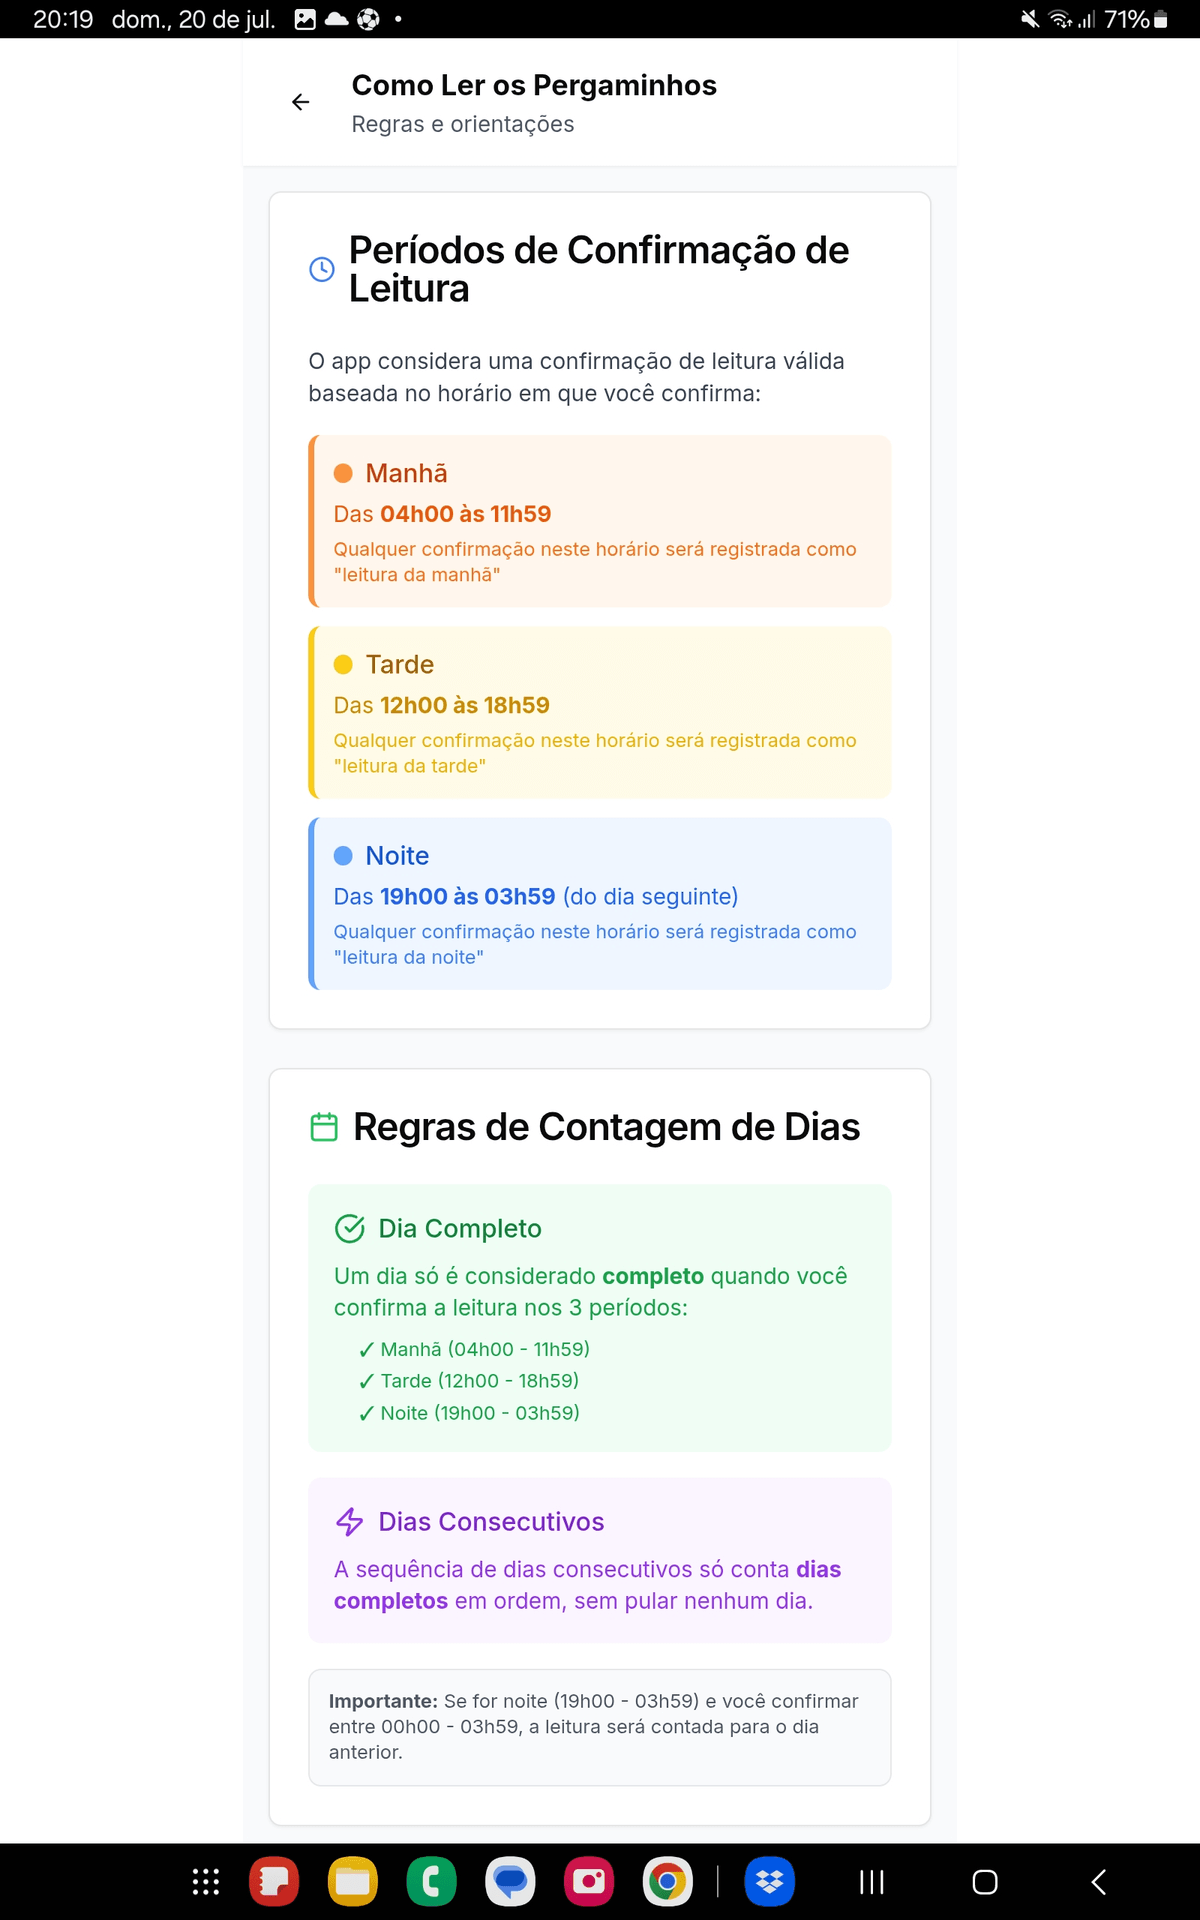 20:19 dom., 20 de jul.
71%
Como Ler os Pergaminhos
Regras e orientações
Períodos de Confirmação de
Leitura
O app considera uma confirmação de leitura válida
baseada no horário em que você confirma:
Manhã
Das 04h00 às 11h59
Qualquer confirmação neste horário será registrada como
"leitura da manhã"
Tarde
Das 12h00 às 18h59
Qualquer confirmação neste horário será registrada como
"leitura da tarde"
Noite
Das 19h00 às 03h59 (do dia seguinte)
Qualquer confirmação neste horário será registrada como
"leitura da noite"
Regras de Contagem de Dias
Dia Completo
Um dia só é considerado completo quando você
confirma a leitura nos 3 períodos:
✓ Manhã (04h00 - 11h59)
✓ Tarde (12h00 - 18h59)
✓ Noite (19h00 - 03h59)
Dias Consecutivos
A sequência de dias consecutivos só conta dias
completos em ordem, sem pular nenhum dia.
Importante: Se for noite (19h00 - 03h59) e você confirmar
entre 00h00 - 03h59, a leitura será contada para o dia
anterior.